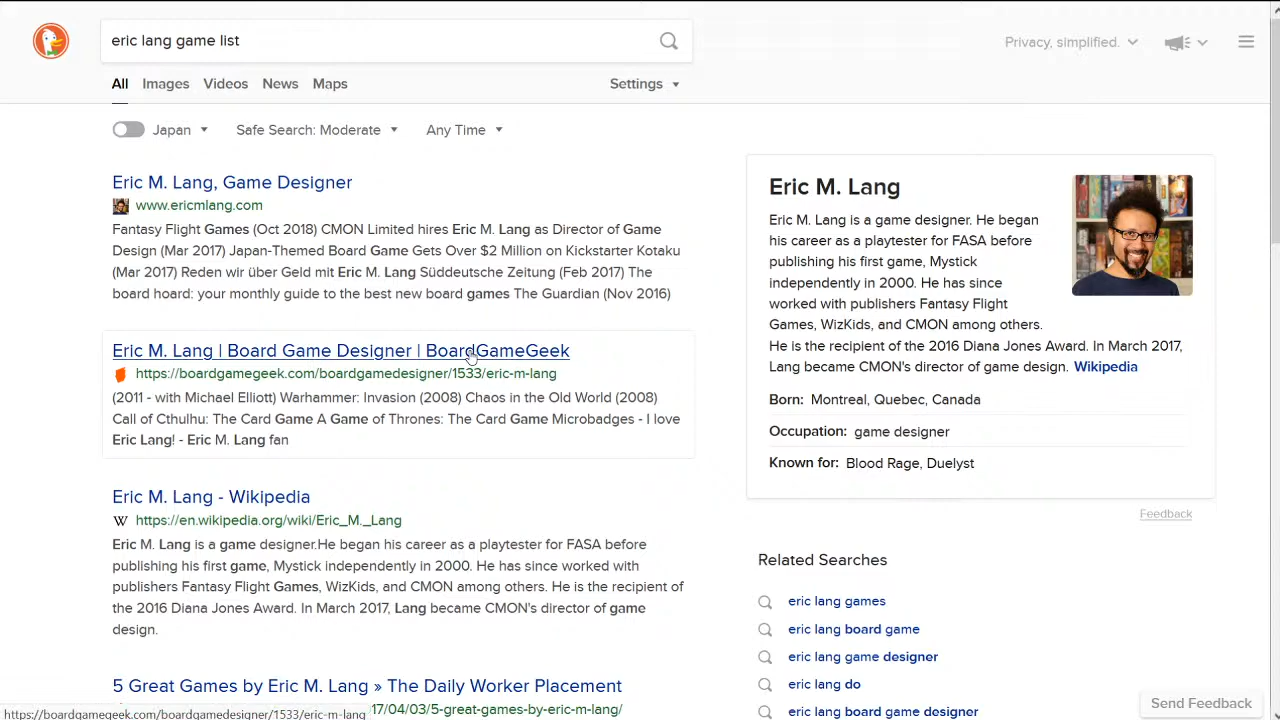 eric lang game list
Privacy, simplified.
All Images Videos News Maps Settings
Japan Safe Search: Moderate Any Time
Eric M. Lang, Game Designer
www.ericmlang.com
Fantasy Flight Games (Oct 2018) CMON Limited hires Eric M. Lang as Director of Game
Design (Mar 2017) Japan-Themed Board Game Gets Over $2 Million on Kickstarter Kotaku
(Mar 2017) Reden wir über Geld mit Eric M. Lang Süddeutsche Zeitung (Feb 2017) The
board hoard: your monthly guide to the best new board games The Guardian (Nov 2016)
Eric M. Lang | Board Game Designer | BoardGameGeek
https://boardgamegeek.com/boardgamedesigner/1533/eric-m-lang
(2011 - with Michael Elliott) Warhammer: Invasion (2008) Chaos in the Old World (2008)
Call of Cthulhu: The Card Game A Game of Thrones: The Card Game Microbadges - I love
Eric Lang! - Eric M. Lang fan
Eric M. Lang - Wikipedia
W https://en.wikipedia.org/wiki/Eric_M._Lang
Eric M. Lang is a game designer.He began his career as a playtester for FASA before
publishing his first game, Mystick independently in 2000. He has since worked with
publishers Fantasy Flight Games, WizKids, and CMON among others. He is the recipient of
the 2016 Diana Jones Award. In March 2017, Lang became CMON's director of game
design.
5 Great Games by Eric M. Lang » The Daily Worker Placement
17/04/03/5-great-games-by-eric-m-lang/
https://boardgamegeek.com/boardgamedesigner/1533/eric-m-lang
Eric M. Lang
Eric M. Lang is a game designer. He began
his career as a playtester for FASA before
publishing his first game, Mystick
independently in 2000. He has since
worked with publishers Fantasy Flight
Games, WizKids, and CMON among others.
He is the recipient of the 2016 Diana Jones Award. In March 2017,
Lang became CMON's director of game design. Wikipedia
Born: Montreal, Quebec, Canada
Occupation: game designer
Known for: Blood Rage, Duelyst
Feedback
Related Searches
eric lang games
eric lang board game
eric lang game designer
eric lang do
eric lang board game designer
Send Feedback